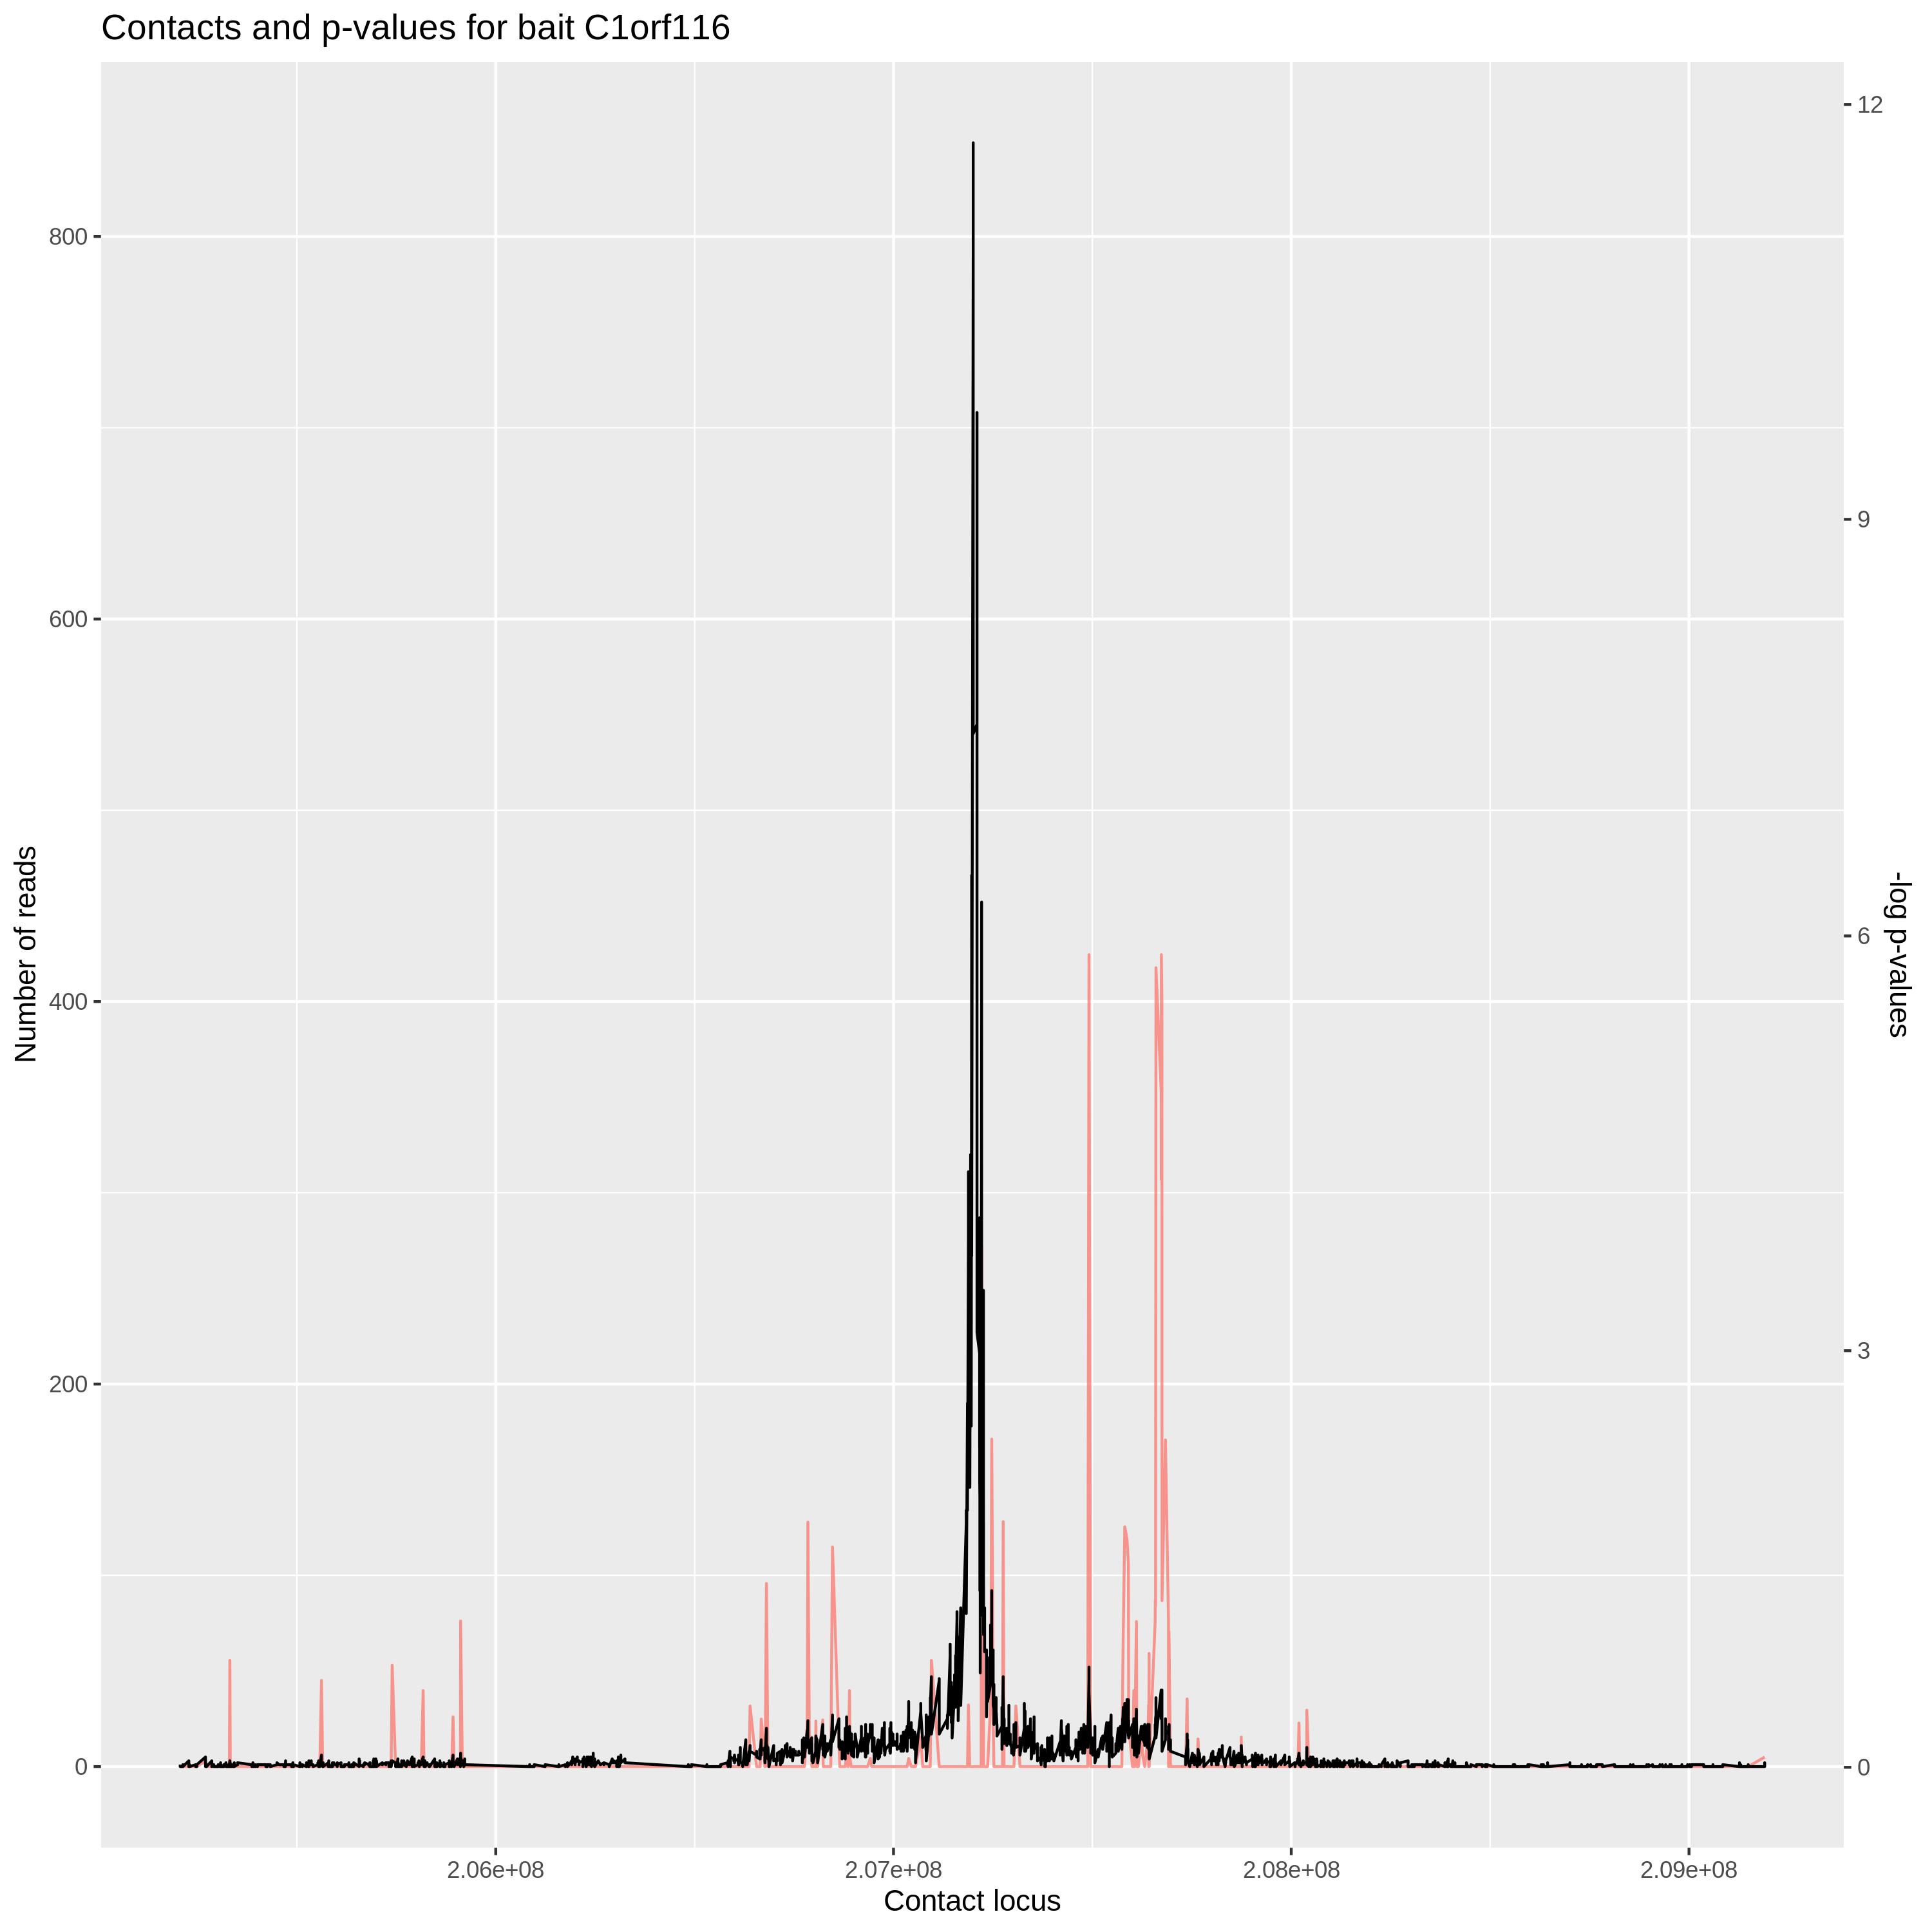 Contacts and p-values for bait C1orf116
12
800
9
600
Number of reads
-log p-values
6
400
3
200
0
0
2.06e+08
2.07e+08
2.08e+08
2.09e+08
Contact locus